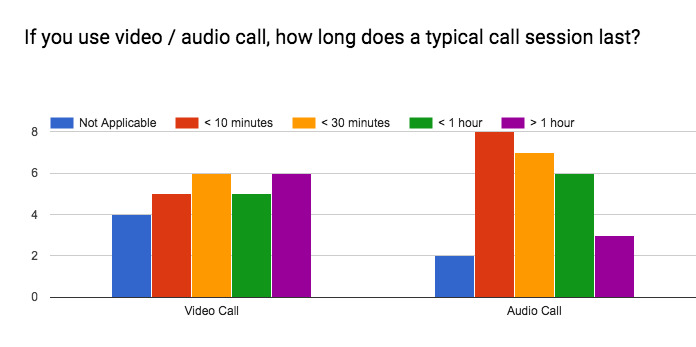 If you use video / audio call, how long does a typical call session last?
Not Applicable < 10 minutes < 30 minutes < 1 hour > 1 hour
8
6
4
2
0
Video Call Audio Call